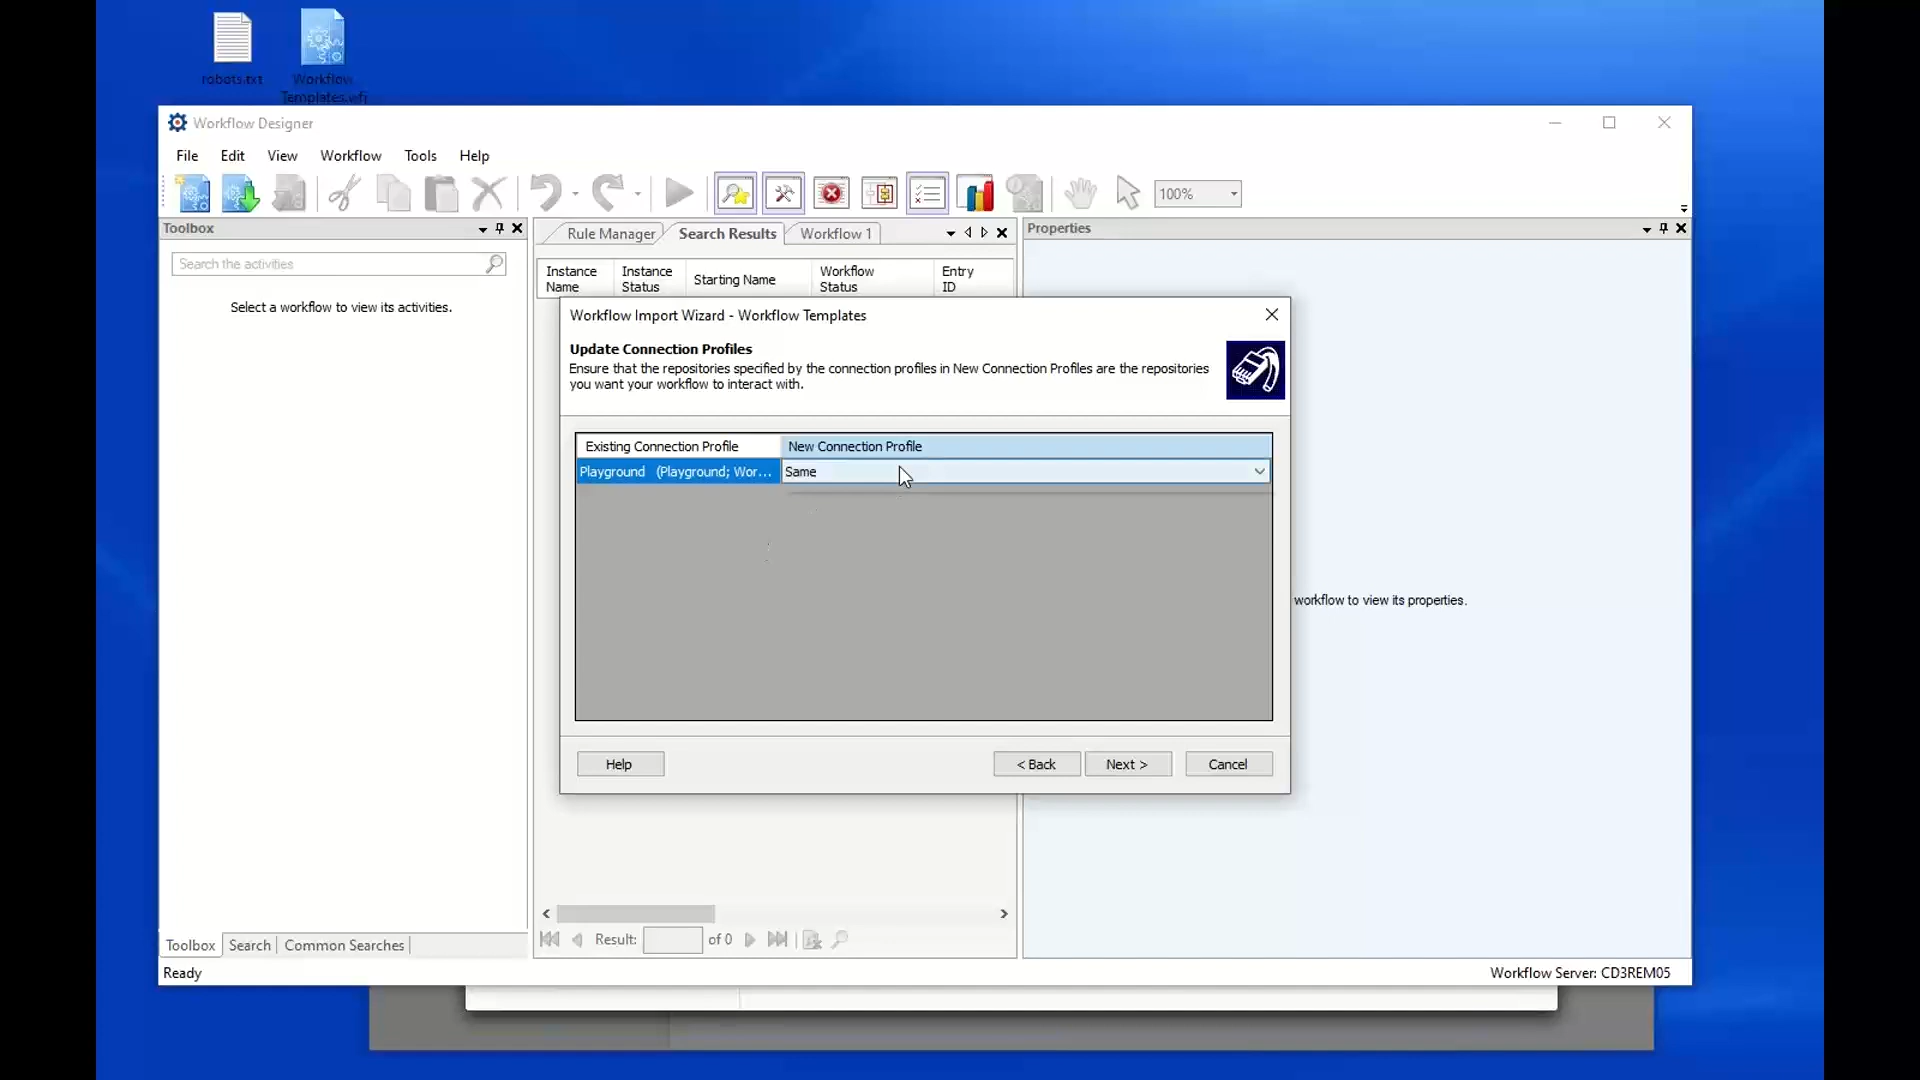 robots.txt
Workflow
Templates.wfi
Workflow Designer
File Edit View Workflow Tools Help
100%
Toolbox
Search the activities
Select a workflow to view its activities.
Rule Manager Search Results Workflow 1
Instance Name Instance Status Starting Name Workflow Status Entry ID
Properties
workflow to view its properties.
Workflow Import Wizard - Workflow Templates
Update Connection Profiles
Ensure that the repositories specified by the connection profiles in New Connection Profiles are the repositories
you want your workflow to interact with.
Existing Connection Profile New Connection Profile
Playground (Playground; Wor... Same
Help < Back Next > Cancel
Result: of 0
Toolbox Search Common Searches
Ready Workflow Server: CD3REM05